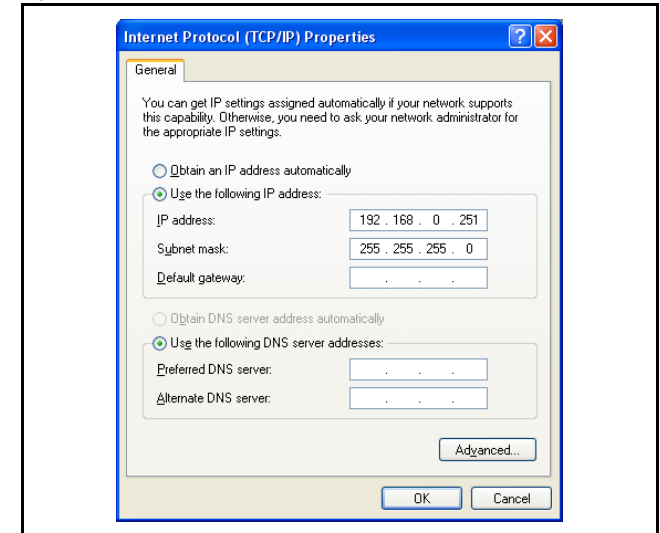 Internet Protocol (TCP/IP) Properties
General
You can get IP settings assigned automatically if your network supports
this capability. Otherwise, you need to ask your network administrator for
the appropriate IP settings.
Obtain an IP address automatically
Use the following IP address:
IP address: 192 . 168 . 0 . 251
Subnet mask: 255 . 255 . 255 . 0
Default gateway: . . .
Obtain DNS server address automatically
Use the following DNS server addresses:
Preferred DNS server: . . .
Alternate DNS server: . . .
Advanced...
OK Cancel